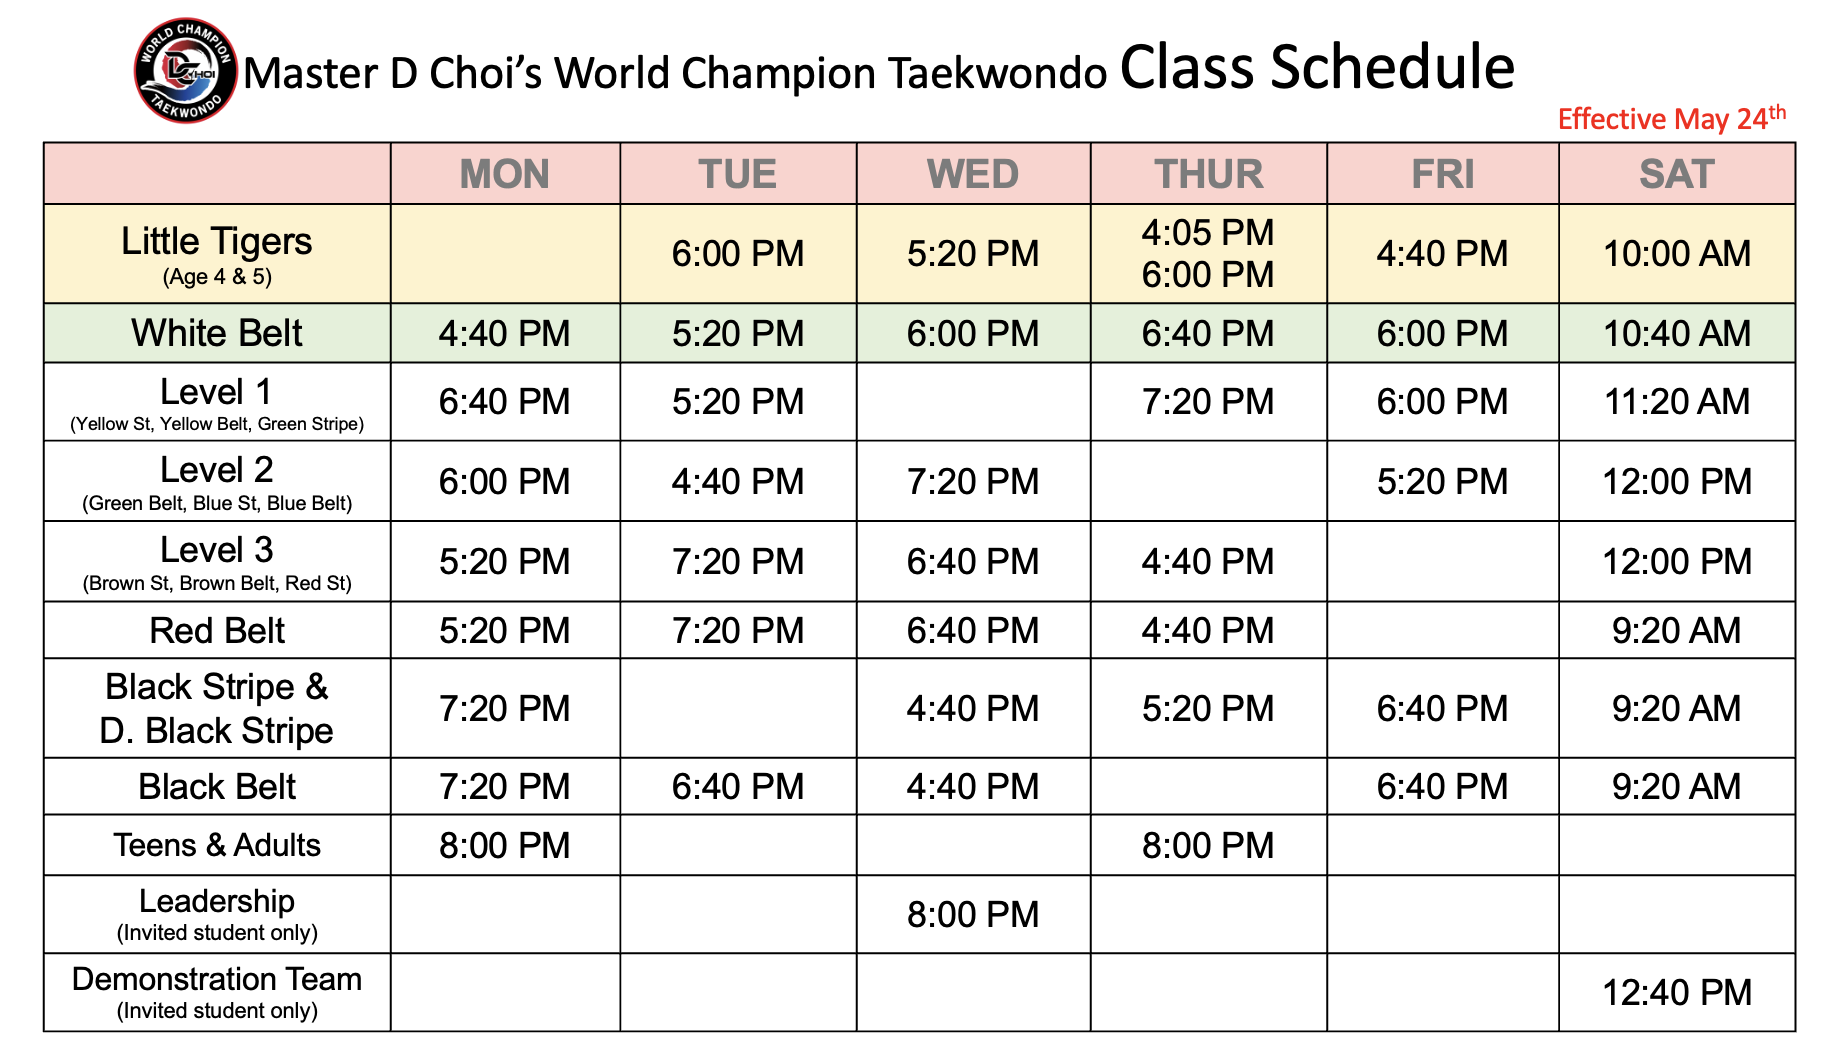 WORLD CHAMPION
DC
CHOI
TAEKWONDO
Master D Choi’s World Champion Taekwondo Class Schedule
Effective May 24th
MON TUE WED THUR FRI SAT
Little Tigers
(Age 4 & 5)
6:00 PM 5:20 PM 4:05 PM 4:40 PM 10:00 AM
6:00 PM
White Belt 4:40 PM 5:20 PM 6:00 PM 6:40 PM 6:00 PM 10:40 AM
Level 1
(Yellow St, Yellow Belt, Green Stripe)
6:40 PM 5:20 PM 7:20 PM 6:00 PM 11:20 AM
Level 2
(Green Belt, Blue St, Blue Belt)
6:00 PM 4:40 PM 7:20 PM 5:20 PM 12:00 PM
Level 3
(Brown St, Brown Belt, Red St)
5:20 PM 7:20 PM 6:40 PM 4:40 PM 12:00 PM
Red Belt 5:20 PM 7:20 PM 6:40 PM 4:40 PM 9:20 AM
Black Stripe &
D. Black Stripe
7:20 PM 4:40 PM 5:20 PM 6:40 PM 9:20 AM
Black Belt 7:20 PM 6:40 PM 4:40 PM 6:40 PM 9:20 AM
Teens & Adults 8:00 PM 8:00 PM
Leadership
(Invited student only)
8:00 PM
Demonstration Team
(Invited student only)
12:40 PM